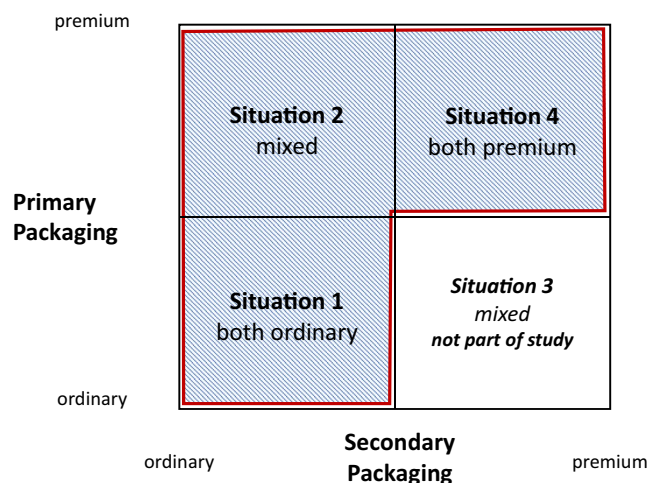 premium
Situation 2
mixed
Situation 4
both premium
Primary
Packaging
Situation 1
both ordinary
Situation 3
mixed
not part of study
ordinary
ordinary
Secondary
Packaging
premium